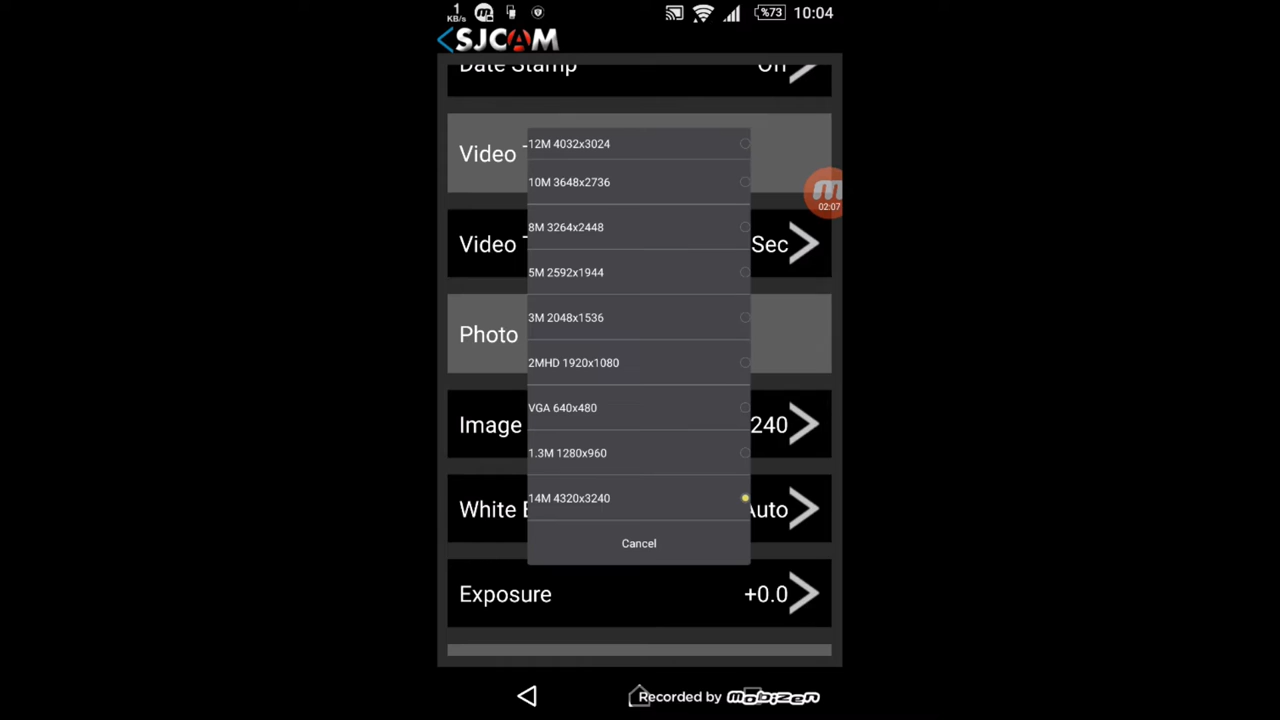 1
KB/s
%73
10:04
SJCAM
Date Stamp
Off
12M 4032x3024
Video T
10M 3648x2736
M
02:07
8M 3264x2448
Video T
Sec
5M 2592x1944
3M 2048x1536
Photo
2MHD 1920x1080
VGA 640x480
Image
240
1.3M 1280x960
14M 4320x3240
White B
Auto
Cancel
Exposure
+0.0
Recorded by Mobizen